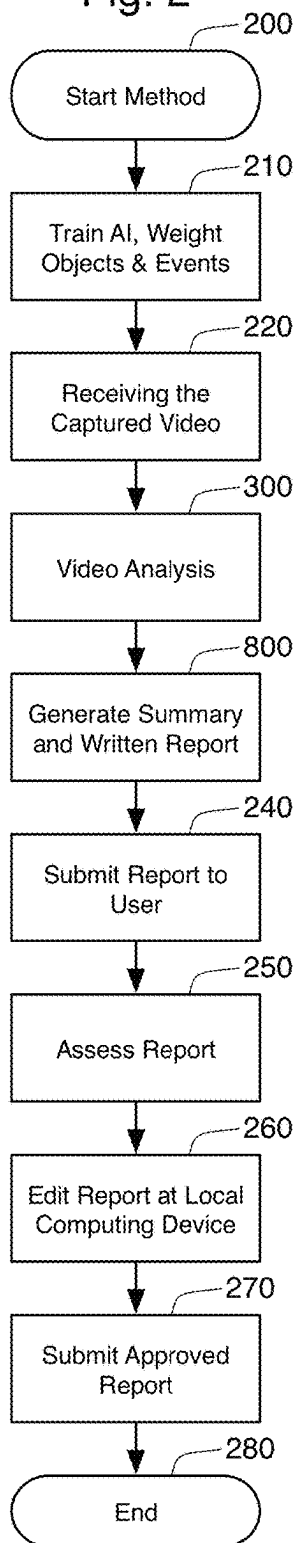 Fig. 2
200
Start Method
210
Train AI, Weight
Objects & Events
220
Receiving the
Captured Video
300
Video Analysis
800
Generate Summary
and Written Report
240
Submit Report to
User
250
Assess Report
260
Edit Report at Local
Computing Device
270
Submit Approved
Report
280
End